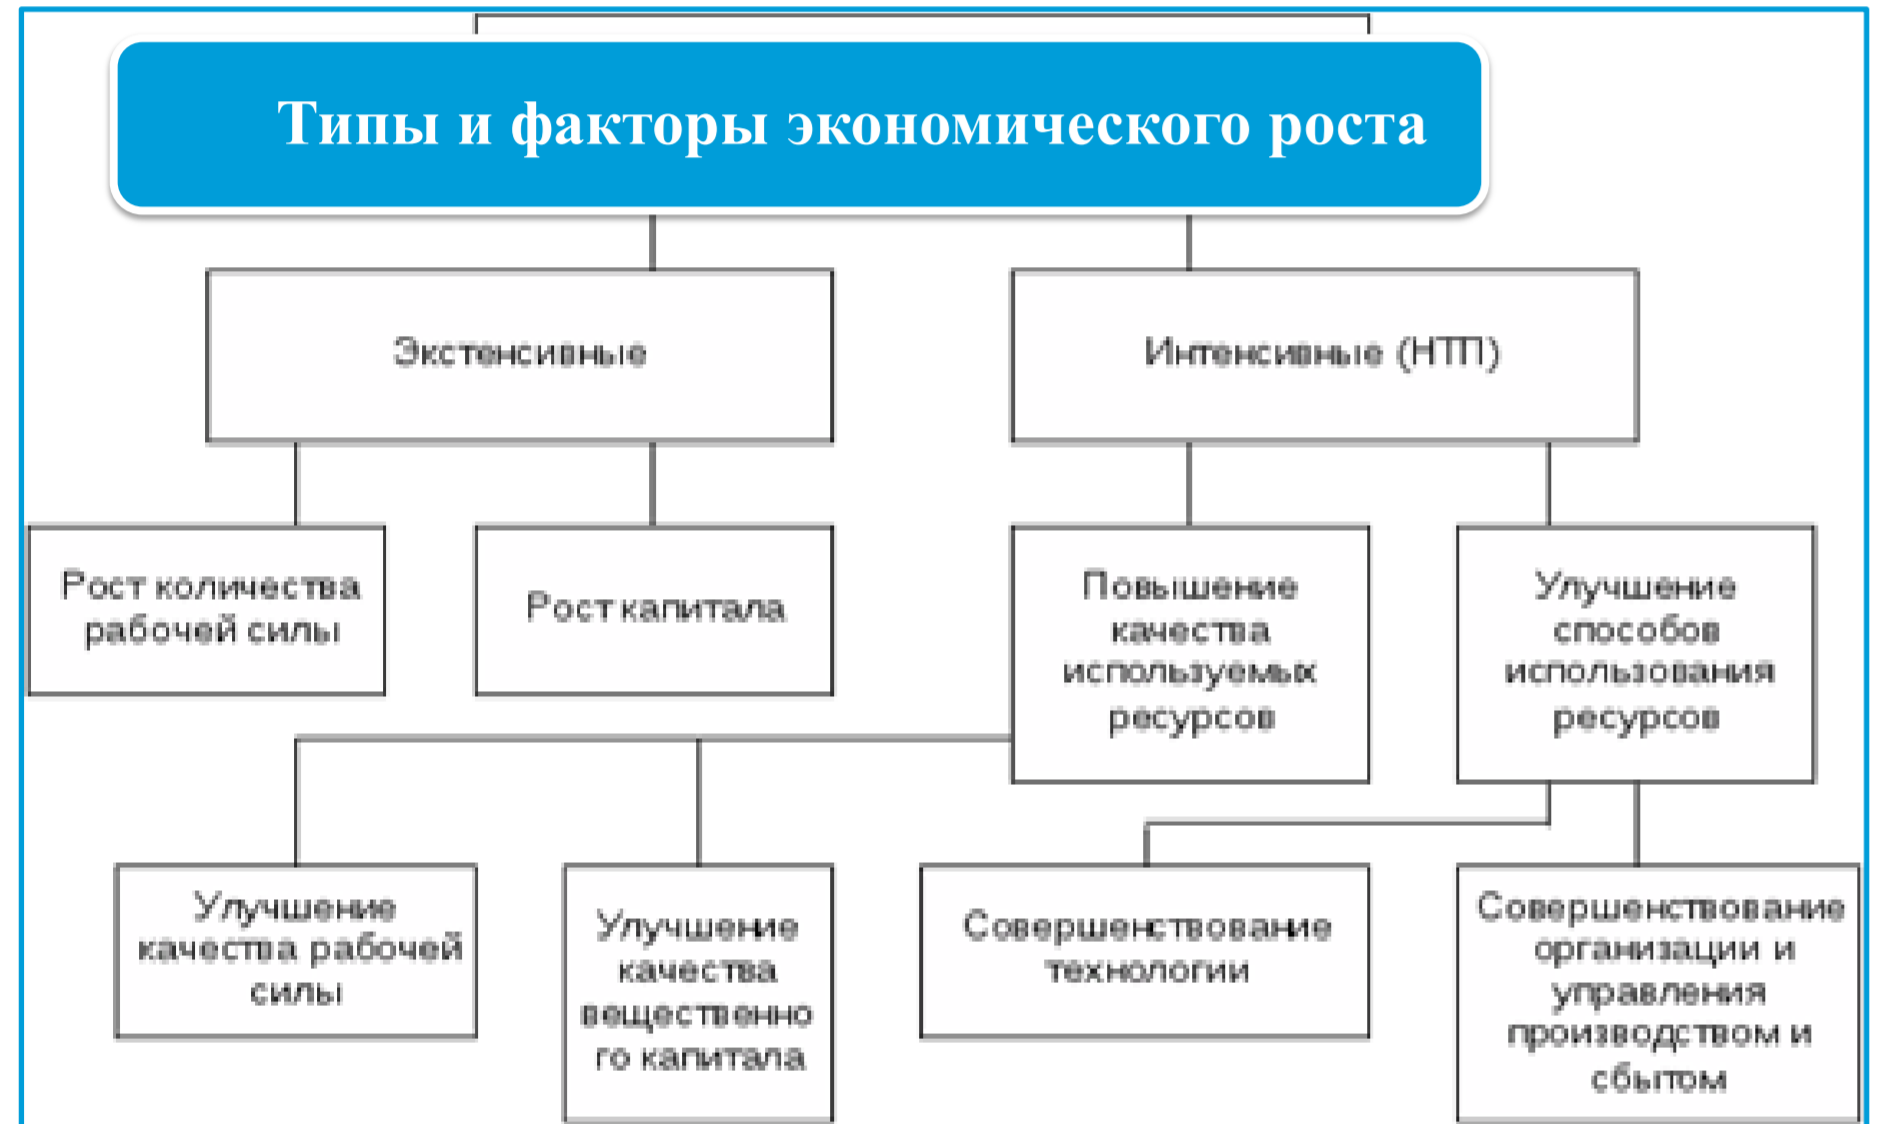 Типы и факторы экономического роста
Экстенсивные
Интенсивные (НТП)
Рост количества
рабочей силы
Рост капитала
Повышение
качества
используемых
ресурсов
Улучшение
способов
использования
ресурсов
Улучшение
качества рабочей
силы
Улучшение
качества
вещественно
го капитала
Совершенствование
технологии
Совершенствование
организации и
управления
производством и
сбытом